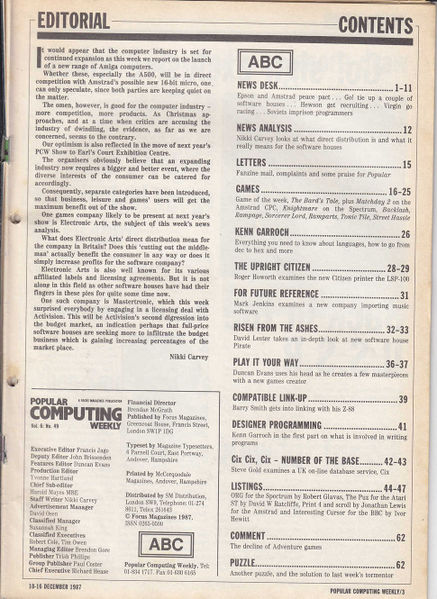 EDITORIAL
CONTENTS
It would appear that the computer industry is set for
continued expansion as this week we report on the launch
of a new range of Amiga computers.
Whether these, especially the A500, will be in direct
competition with Amstrad's possible new 16-bit micro, one
can only speculate, since both parties are keeping quiet on
the matter.
The omen, however, is good for the computer industry –
more competition, more products. As Christmas ap-
proaches, and at a time when critics are accusing the
industry of dwindling, the evidence, as far as we are
concerned, seems to the contrary.
Our optimism is also reflected in the move of next year's
PCW Show to Earl's Court Exhibition Centre.
The organisers obviously believe that an expanding
industry now requires a bigger and better event, where the
diverse interests of the consumer can be catered for
accordingly.
Consequently, separate categories have been introduced,
so that business, leisure and games' users will get the
maximum benefit out of the show.
One games company likely to be present at next year's
show is Electronic Arts, the subject of this week's news
analysis.
What does Electronic Arts' direct distribution mean for
the company in Britain? Does this 'cutting out the middle-
man' actually benefit the consumer in any way or does it
simply increase profits for the software company?
Electronic Arts is also well known for its various
affiliated labels and licensing agreements. But it is not
alone in this field as other software houses have had their
fingers in these pies for quite some time now.
One such company is Mastertronic, which this week
surprised everybody by engaging in a licensing deal with
Activision. This will be Activision's second digression into
the budget market, an indication perhaps that full-price
software houses are seeking more to infiltrate the budget
business which is gaining increasing percentages of the
market place.
Nikki Carvey
POPULAR
COMPUTING
WEEKLY
Vol. 6: No. 49
Executive Editor Francis Jago
Deputy Editor John Brissenden
Features Editor Duncan Evans
Production Editor
Yvonne Hartland
Chief Sub-editor
Harold Mayes MBE
Staff Writer Nikki Carvey
Advertisement Manager
David Osen
Classified Manager
Susannah King
Classified Executives
Robert Cole, Tim Owen
Managing Editor Brendon Gore
Publisher Trish Phillips
Group Publisher Paul Coster
Chief Executive Richard Hease
Financial Director
Brendan McGrath
Published by Focus Magazines,
Greencoat House, Francis Street,
London SW1P 1DG
Typeset by Magazine Typesetters,
6 Parnell Court, East Portway,
Andover, Hampshire
Printed by McCorquodale
Magazines, Andover, Hampshire
Distributed by SM Distribution,
London SW9, Telephone 01-274
8611, Telex 261643
© Focus Magazines 1987.
ISSN 0265-0509
ABC
Popular Computing Weekly, Tel:
01-834 1717. Fax 01-630 6165
10-16 DECEMBER 1987
ABC
NEWS DESK 1–11
Epson and Amstrad peace pact . . . Go! tie up a couple of
software houses . . . Hewson get recruiting . . . Virgin go
racing . . . Soviets imprison programmers
NEWS ANALYSIS 12
Nikki Carvey looks at what direct distribution is and what it
really means for the software houses
LETTERS 15
Fanzine mail, complaints and some praise for Popular
GAMES 16–25
Game of the week, The Bard's Tale, plus Matchday 2 on the
Amstrad CPC, Knightmare on the Spectrum, Backlash,
Rampage, Sorcerer Lord, Ramparts, Tonic Tile, Street Hassle
KENN GARROCH 26
Everything you need to know about languages, how to go from
dec to hex and more
THE UPRIGHT CITIZEN 28–29
Roger Howorth examines the new Citizen printer the LSP-100
FOR FUTURE REFERENCE 31
Mark Jenkins examines a new company importing music
software
RISEN FROM THE ASHES 32–33
David Lester takes an in-depth look at new software house
Pirate
PLAY IT YOUR WAY 36–37
Duncan Evans uses his head as he creates a few masterpieces
with a new games creator
COMPATIBLE LINK-UP 39
Barry Smith gets into linking with his Z-88
DESIGNER PROGRAMMING 41
Kenn Garroch in the first part on what is involved in writing
programs
Cix, Cix, Cix – NUMBER OF THE BASE 42–43
Steve Gold examines a UK on-line database service, Cix
LISTINGS 44–47
ORG for the Spectrum by Robert Glavas, The Pux for the Atari
ST by David W Ratcliffe, Print 4 and scroll by Jonathan Lewis
for the Amstrad and Interesting Cursor for the BBC by Ivor
Hewitt
COMMENT 62
The decline of Adventure games
PUZZLE 62
Another puzzle, and the solution to last week's tormentor
POPULAR COMPUTING WEEKLY/3